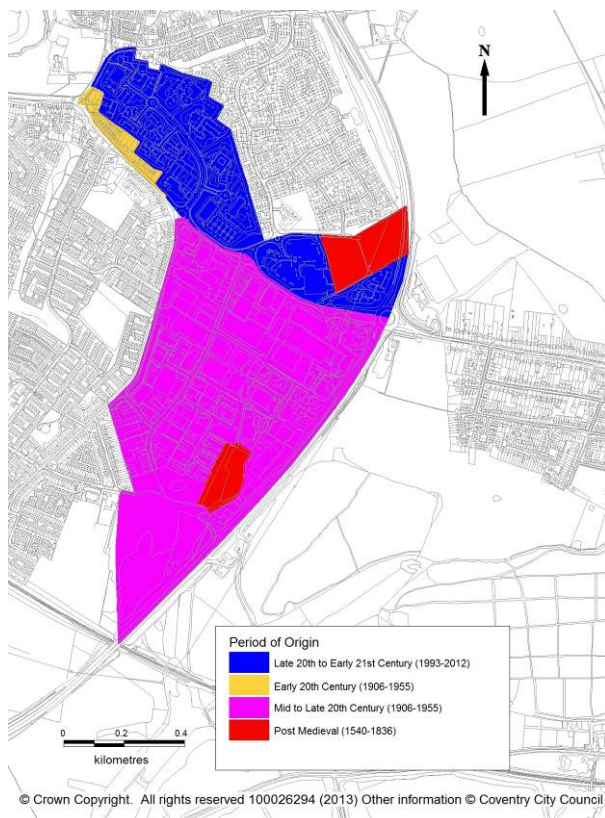 N
Period of Origin
Late 20th to Early 21st Century (1993-2012)
Early 20th Century (1906-1955)
Mid to Late 20th Century (1906-1955)
Post Medieval (1540-1836)
0 0.2 0.4
kilometres
© Crown Copyright. All rights reserved 100026294 (2013) Other information © Coventry City Council